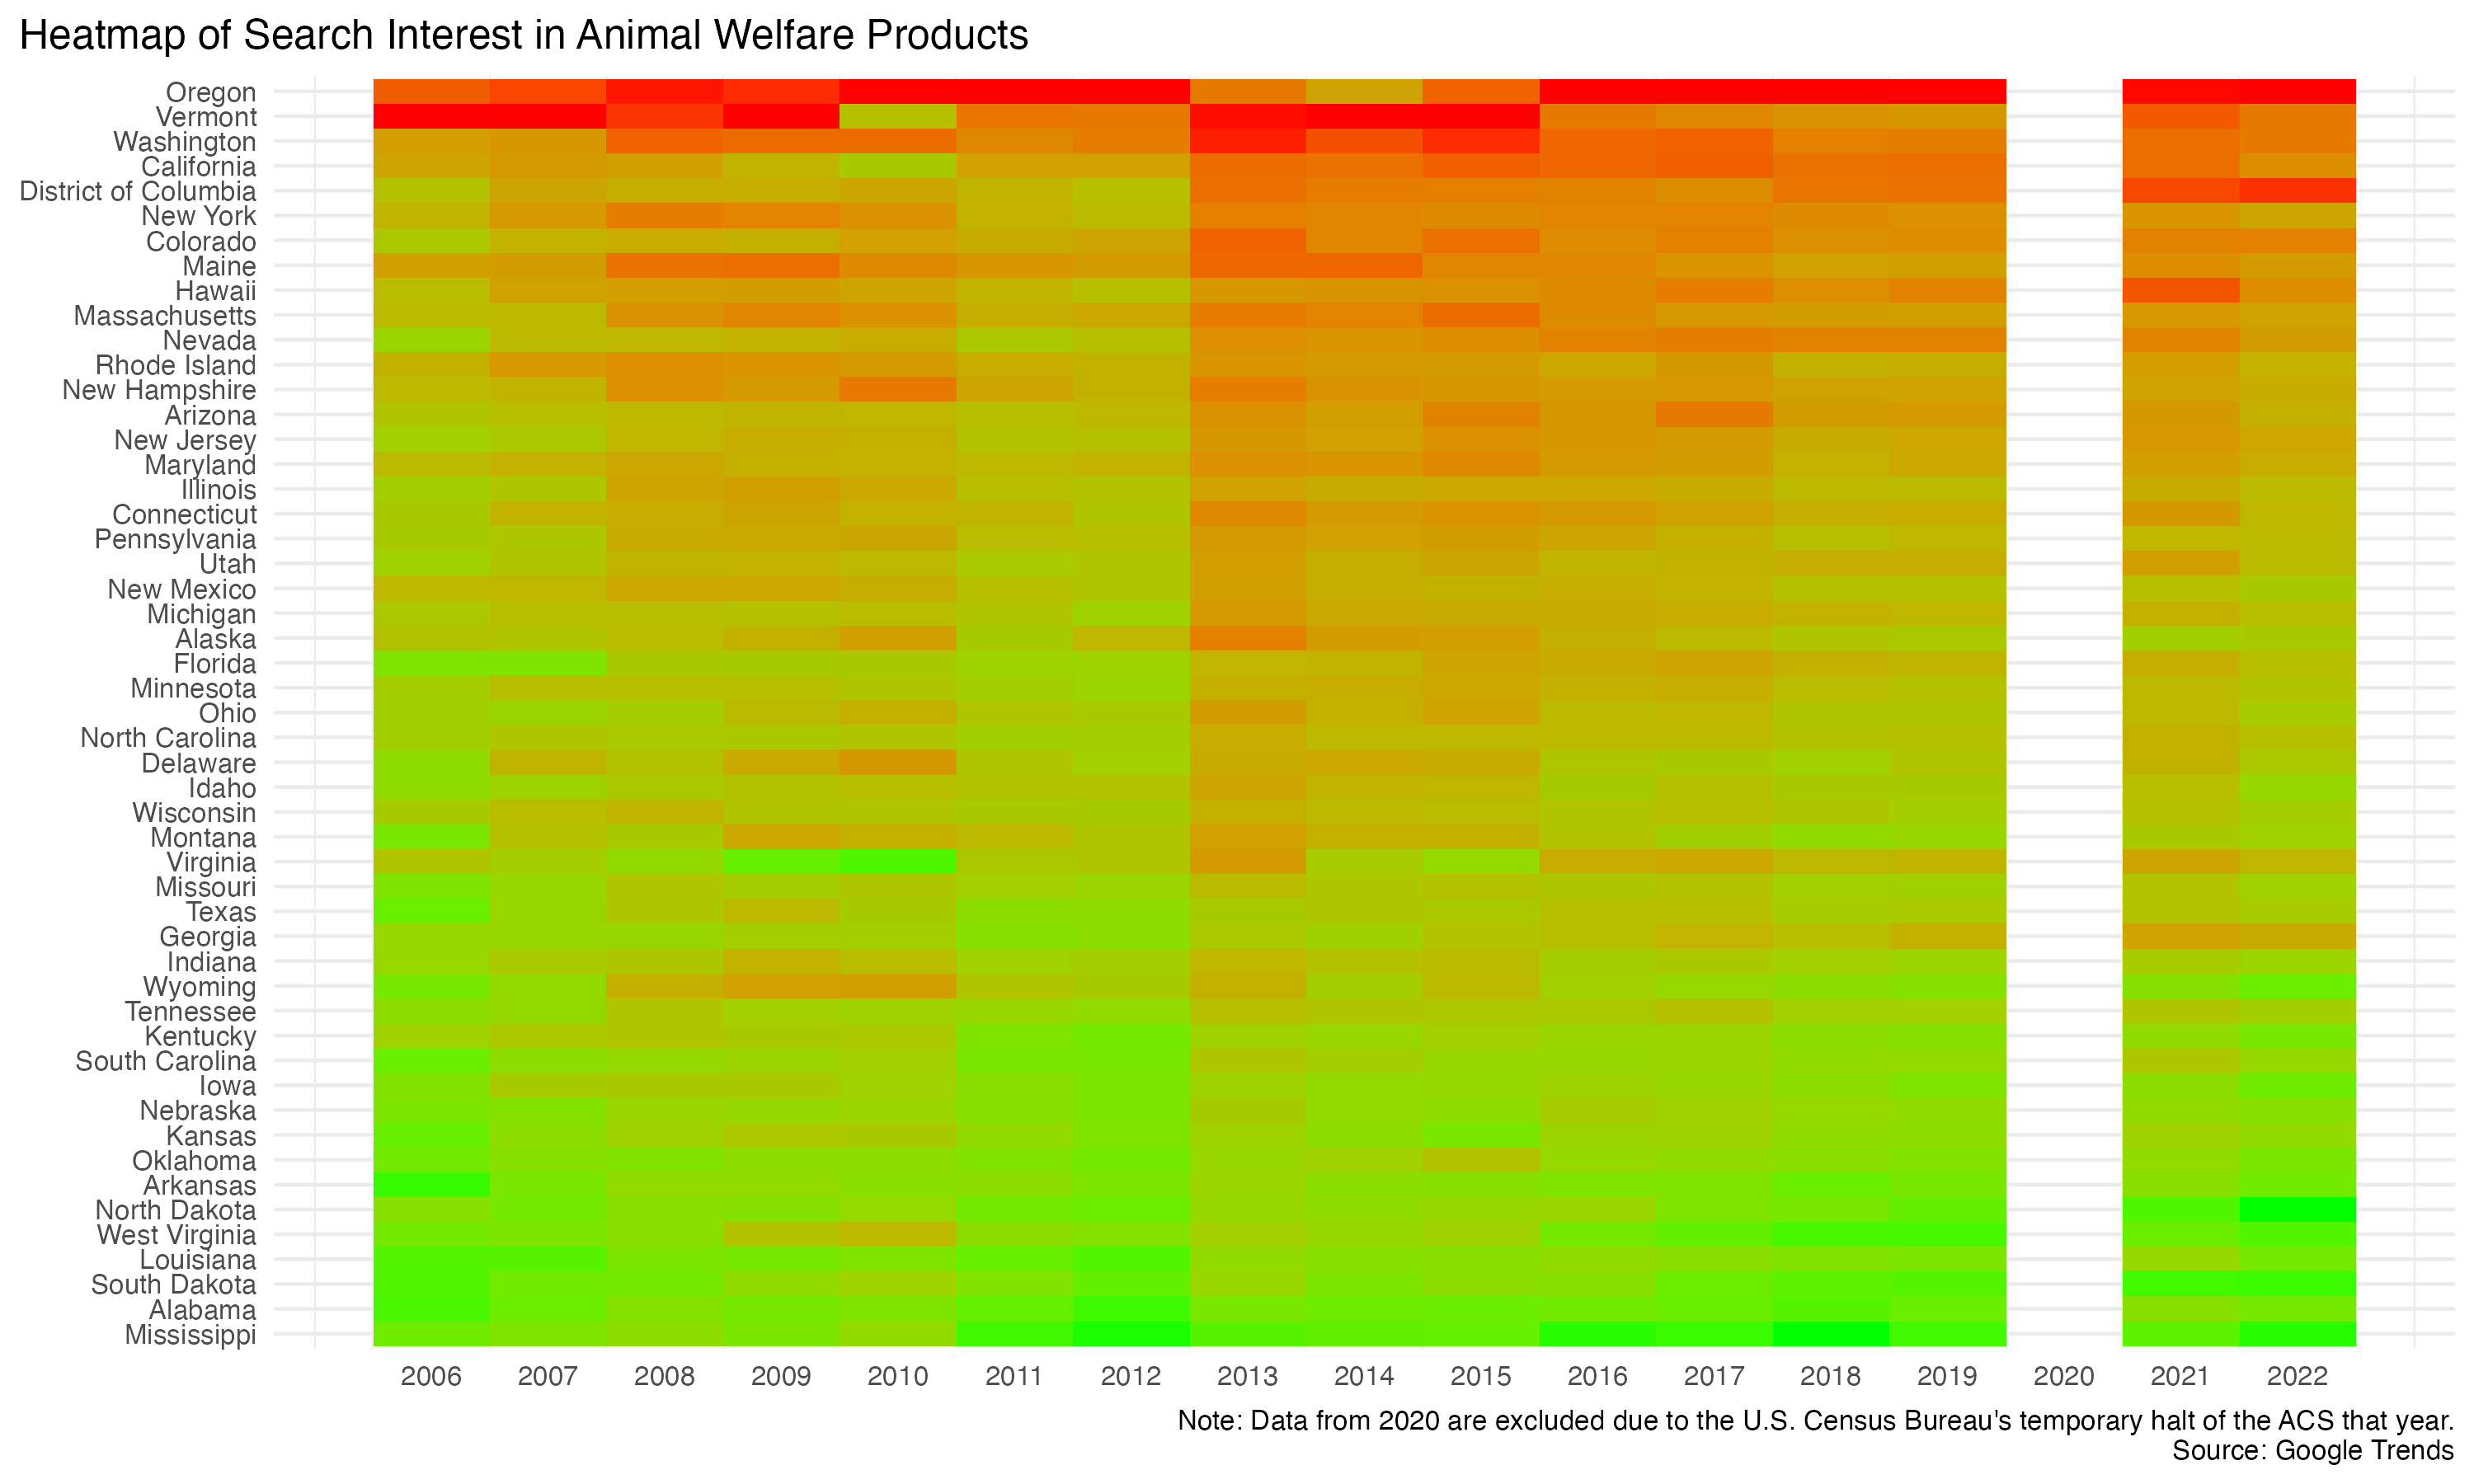 Heatmap of Search Interest in Animal Welfare Products
Oregon
Vermont
Washington
California
District of Columbia
New York
Colorado
Maine
Hawaii
Massachusetts
Nevada
Rhode Island
New Hampshire
Arizona
New Jersey
Maryland
Illinois
Connecticut
Pennsylvania
Utah
New Mexico
Michigan
Alaska
Florida
Minnesota
Ohio
North Carolina
Delaware
Idaho
Wisconsin
Montana
Virginia
Missouri
Texas
Georgia
Indiana
Wyoming
Tennessee
Kentucky
South Carolina
Iowa
Nebraska
Kansas
Oklahoma
Arkansas
North Dakota
West Virginia
Louisiana
South Dakota
Alabama
Mississippi
2006 2007 2008 2009 2010 2011 2012 2013 2014 2015 2016 2017 2018 2019 2020 2021 2022
Note: Data from 2020 are excluded due to the U.S. Census Bureau's temporary halt of the ACS that year.
Source: Google Trends